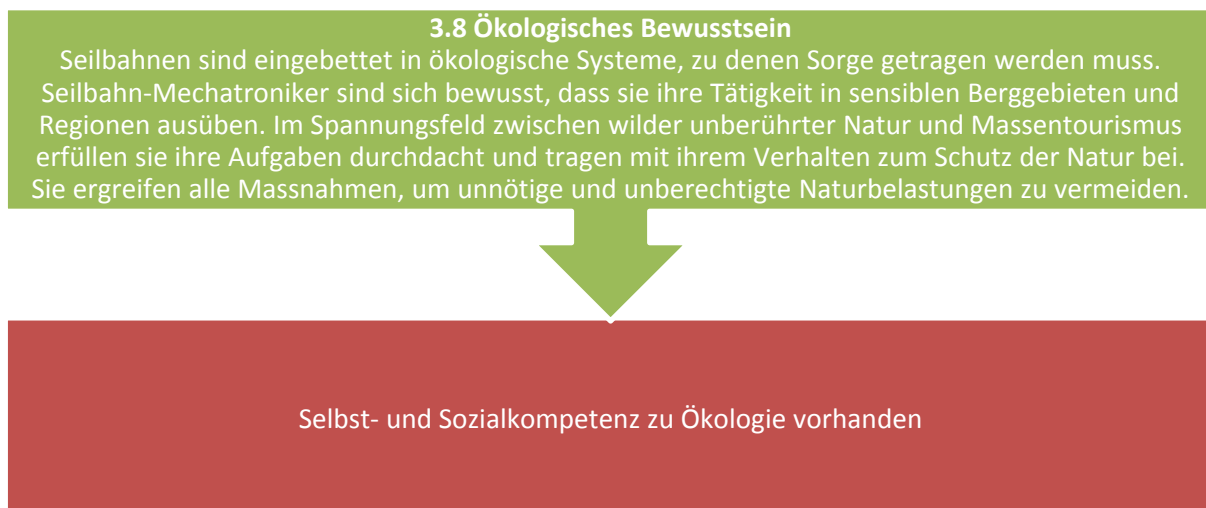 3.8 Ökologisches Bewusstsein
Seilbahnen sind eingebettet in ökologische Systeme, zu denen Sorge getragen werden muss.
Seilbahn-Mechatroniker sind sich bewusst, dass sie ihre Tätigkeit in sensiblen Berggebieten und
Regionen ausüben. Im Spannungsfeld zwischen wilder unberührter Natur und Massentourismus
erfüllen sie ihre Aufgaben durchdacht und tragen mit ihrem Verhalten zum Schutz der Natur bei.
Sie ergreifen alle Massnahmen, um unnötige und unberechtigte Naturbelastungen zu vermeiden.
Selbst- und Sozialkompetenz zu Ökologie vorhanden